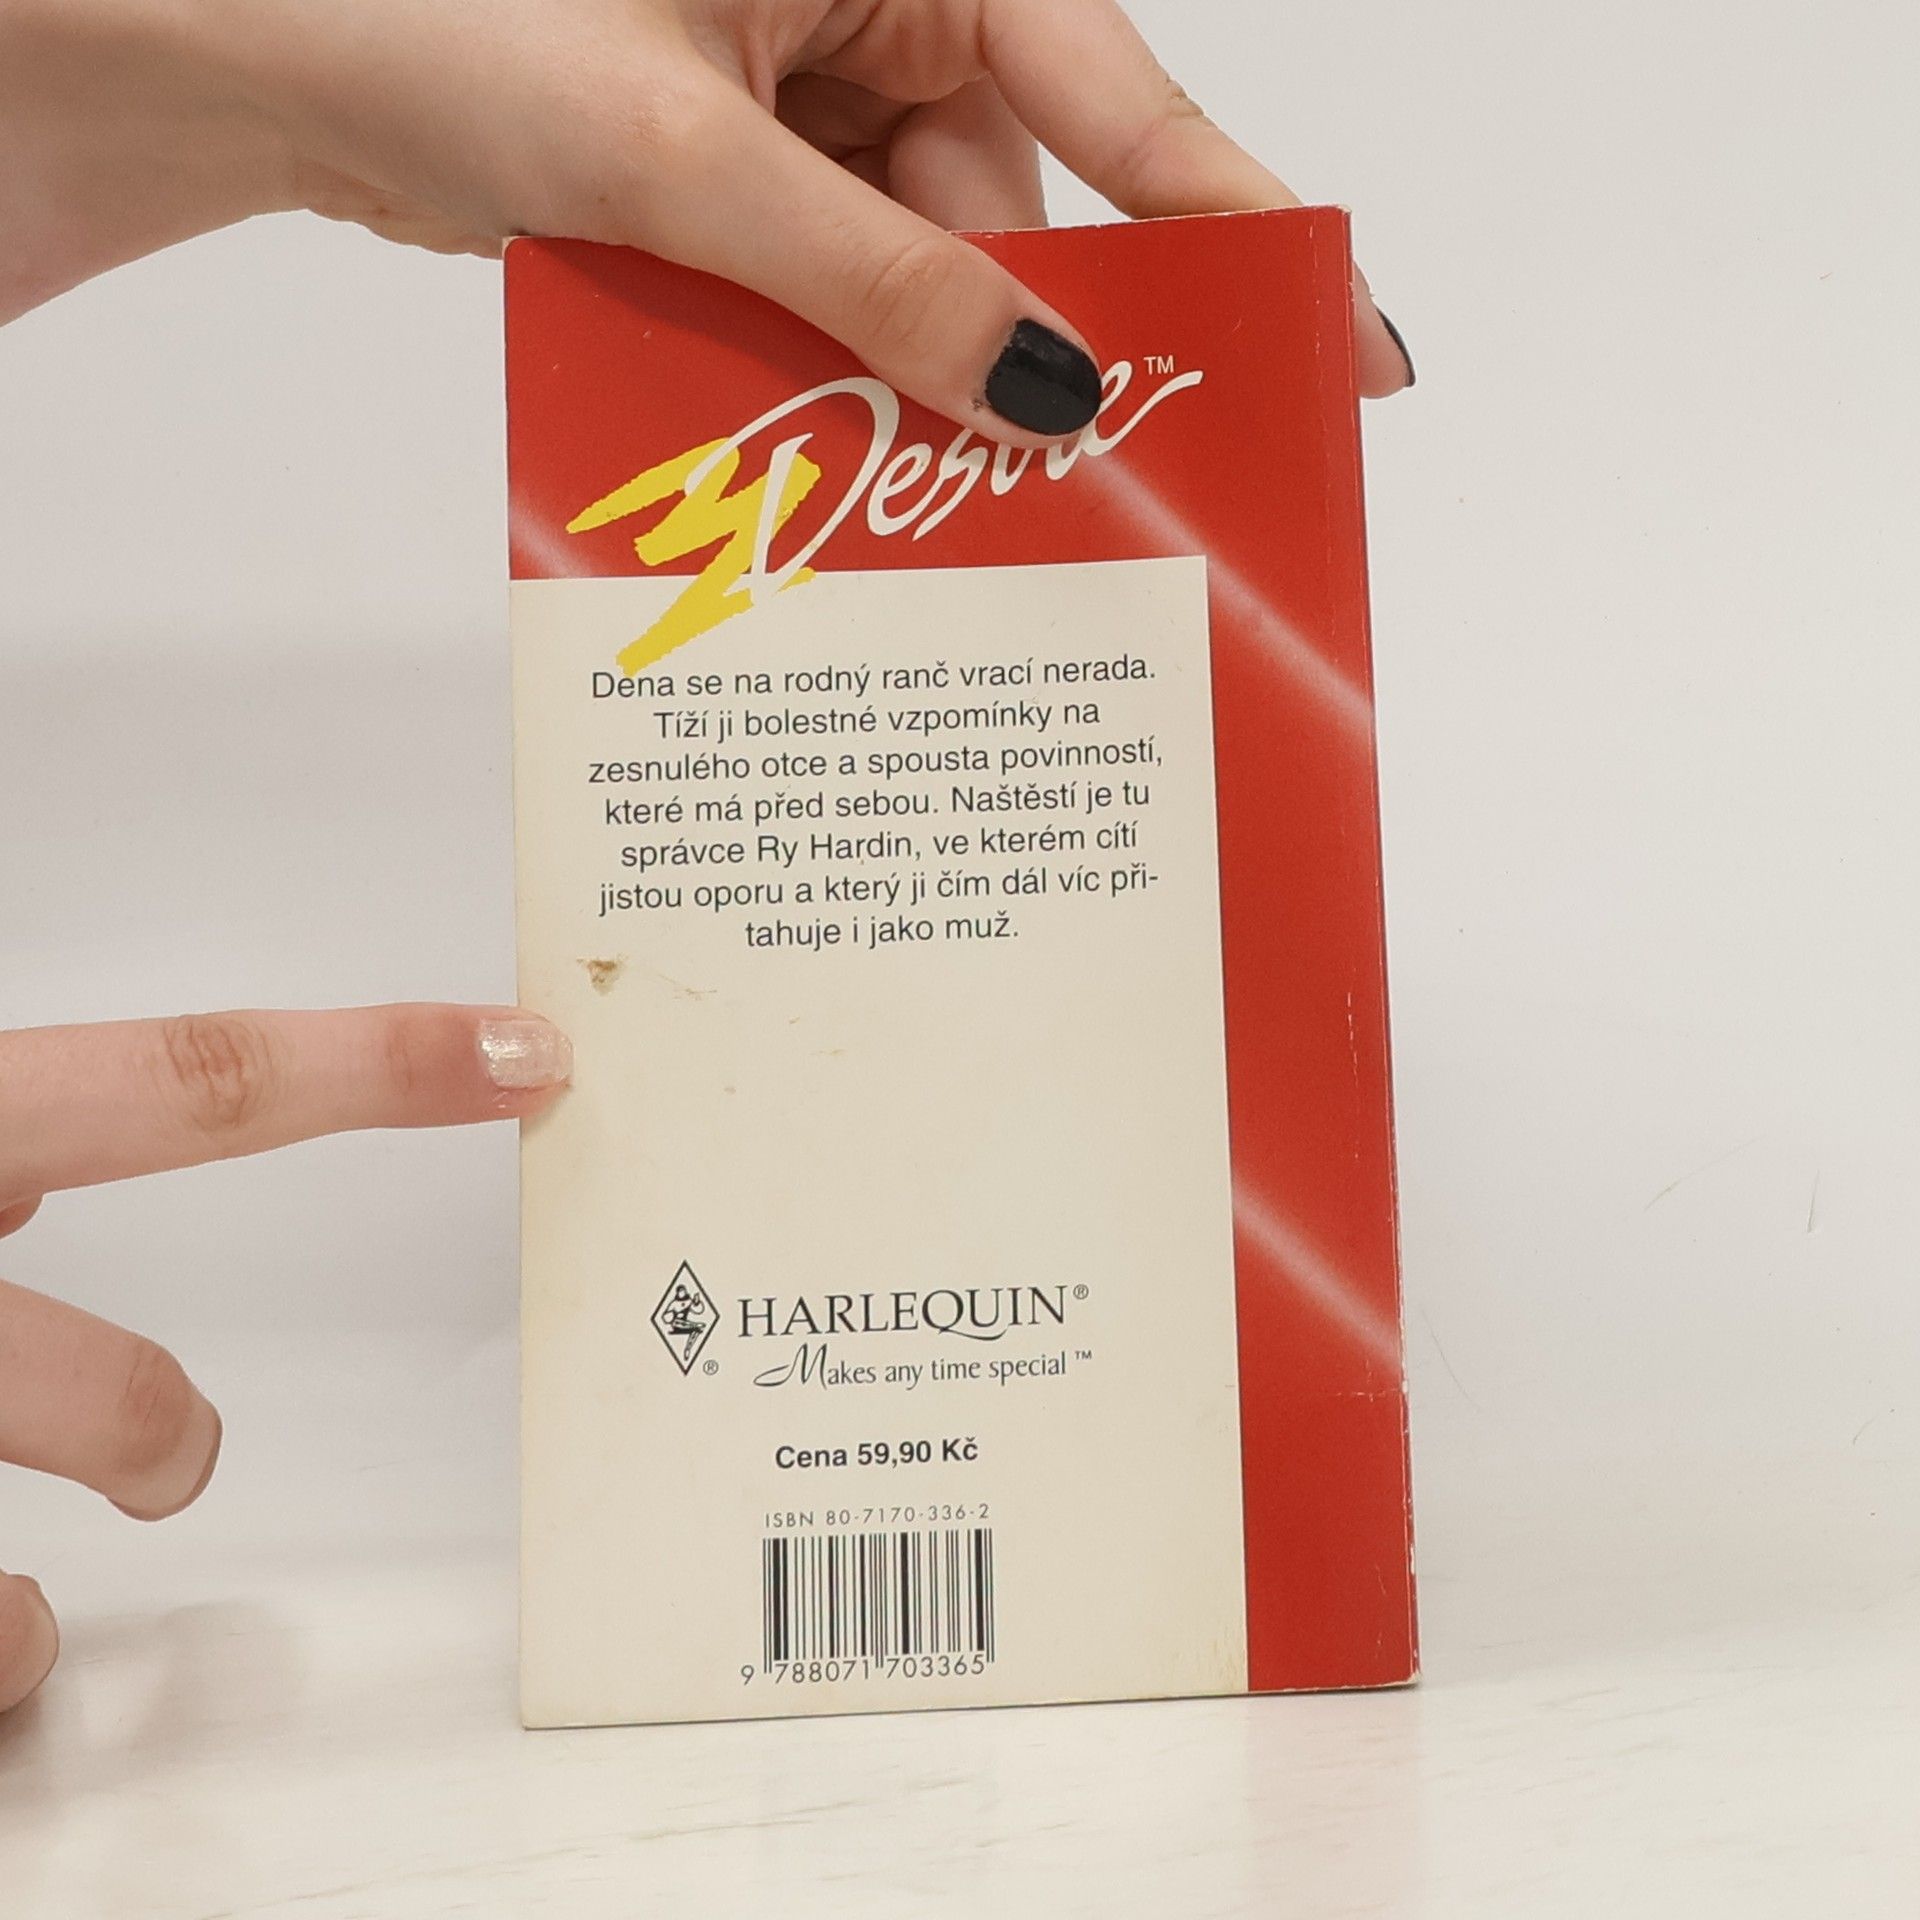 Desire™
Dena se na rodný ranč vrací nerada.
Tíží ji bolestné vzpomínky na
zesnulého otce a spousta povinností,
které má před sebou. Naštěstí je tu
správce Ry Hardin, ve kterém cítí
jistou oporu a který ji čím dál víc při-
tahuje i jako muž.
HARLEQUIN®
®
Makes any time special™
Cena 59,90 Kč
ISBN 80-7170-336-2
9 788071 703365